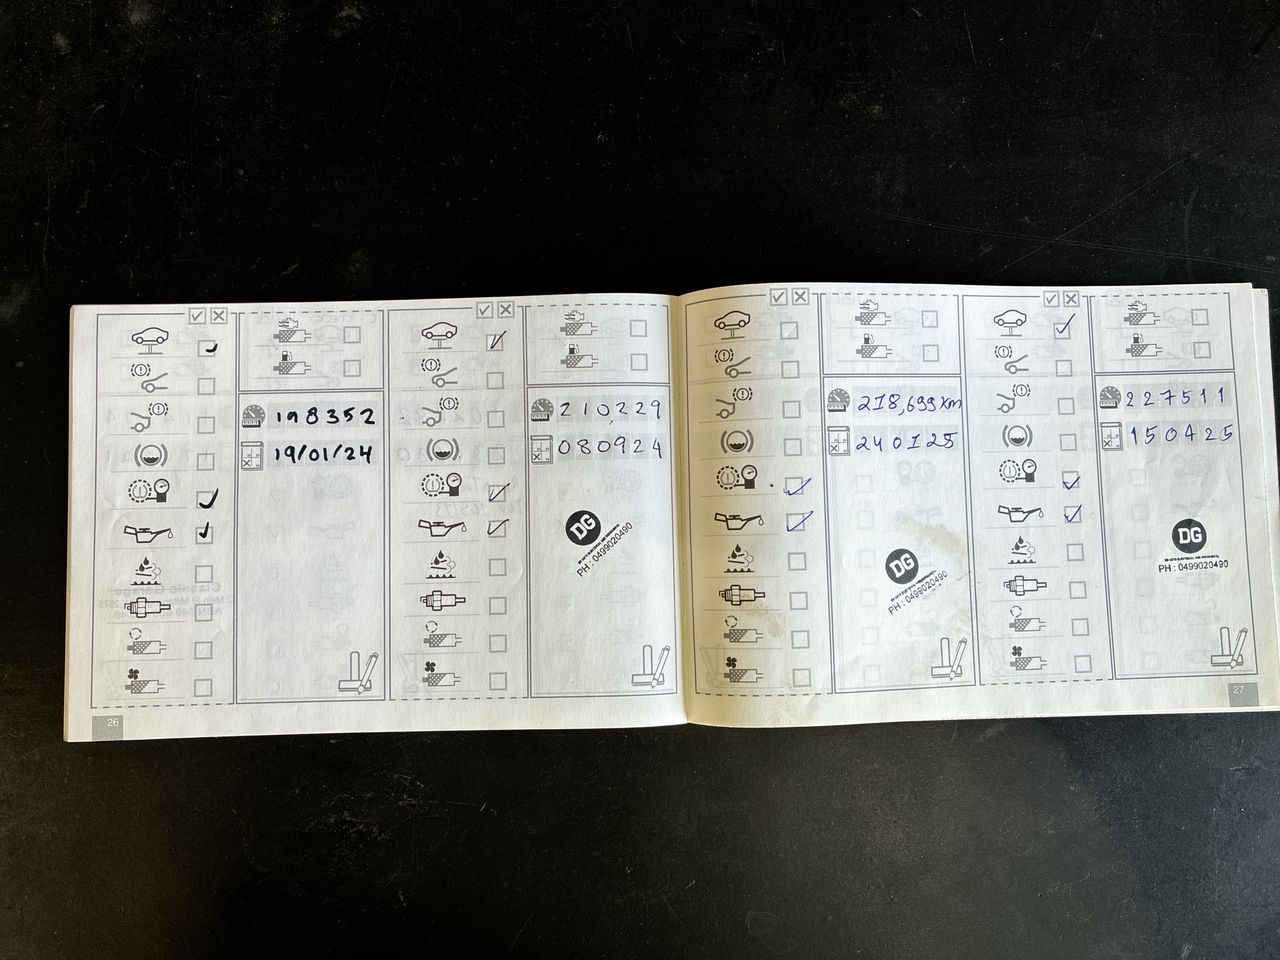 198352
19/01/24
210,229
080924
DG
PH : 0499020490
26
218,699 km
240125
DG
PH : 0499020490
227511
150425
DG
PH : 0499020490
27